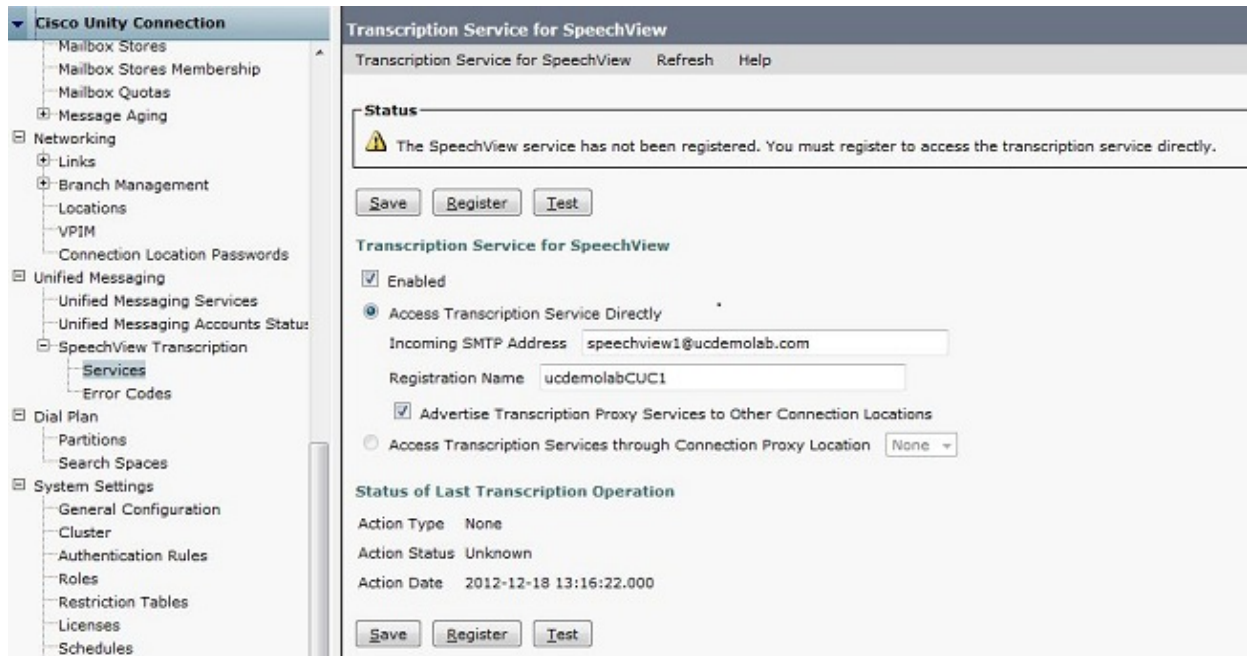 Cisco Unity Connection
Mailbox Stores
Mailbox Stores Membership
Mailbox Quotas
Message Aging
Networking
Links
Branch Management
Locations
VPIM
Connection Location Passwords
Unified Messaging
Unified Messaging Services
Unified Messaging Accounts Status
SpeechView Transcription
Services
Error Codes
Dial Plan
Partitions
Search Spaces
System Settings
General Configuration
Cluster
Authentication Rules
Roles
Restriction Tables
Licenses
Schedules
Transcription Service for SpeechView
Transcription Service for SpeechView Refresh Help
Status
The SpeechView service has not been registered. You must register to access the transcription service directly.
Save Register Test
Transcription Service for SpeechView
Enabled
Access Transcription Service Directly
Incoming SMTP Address speechview1@ucdemolab.com
Registration Name ucdemolabCUC1
Advertise Transcription Proxy Services to Other Connection Locations
Access Transcription Services through Connection Proxy Location None
Status of Last Transcription Operation
Action Type None
Action Status Unknown
Action Date 2012-12-18 13:16:22.000
Save Register Test